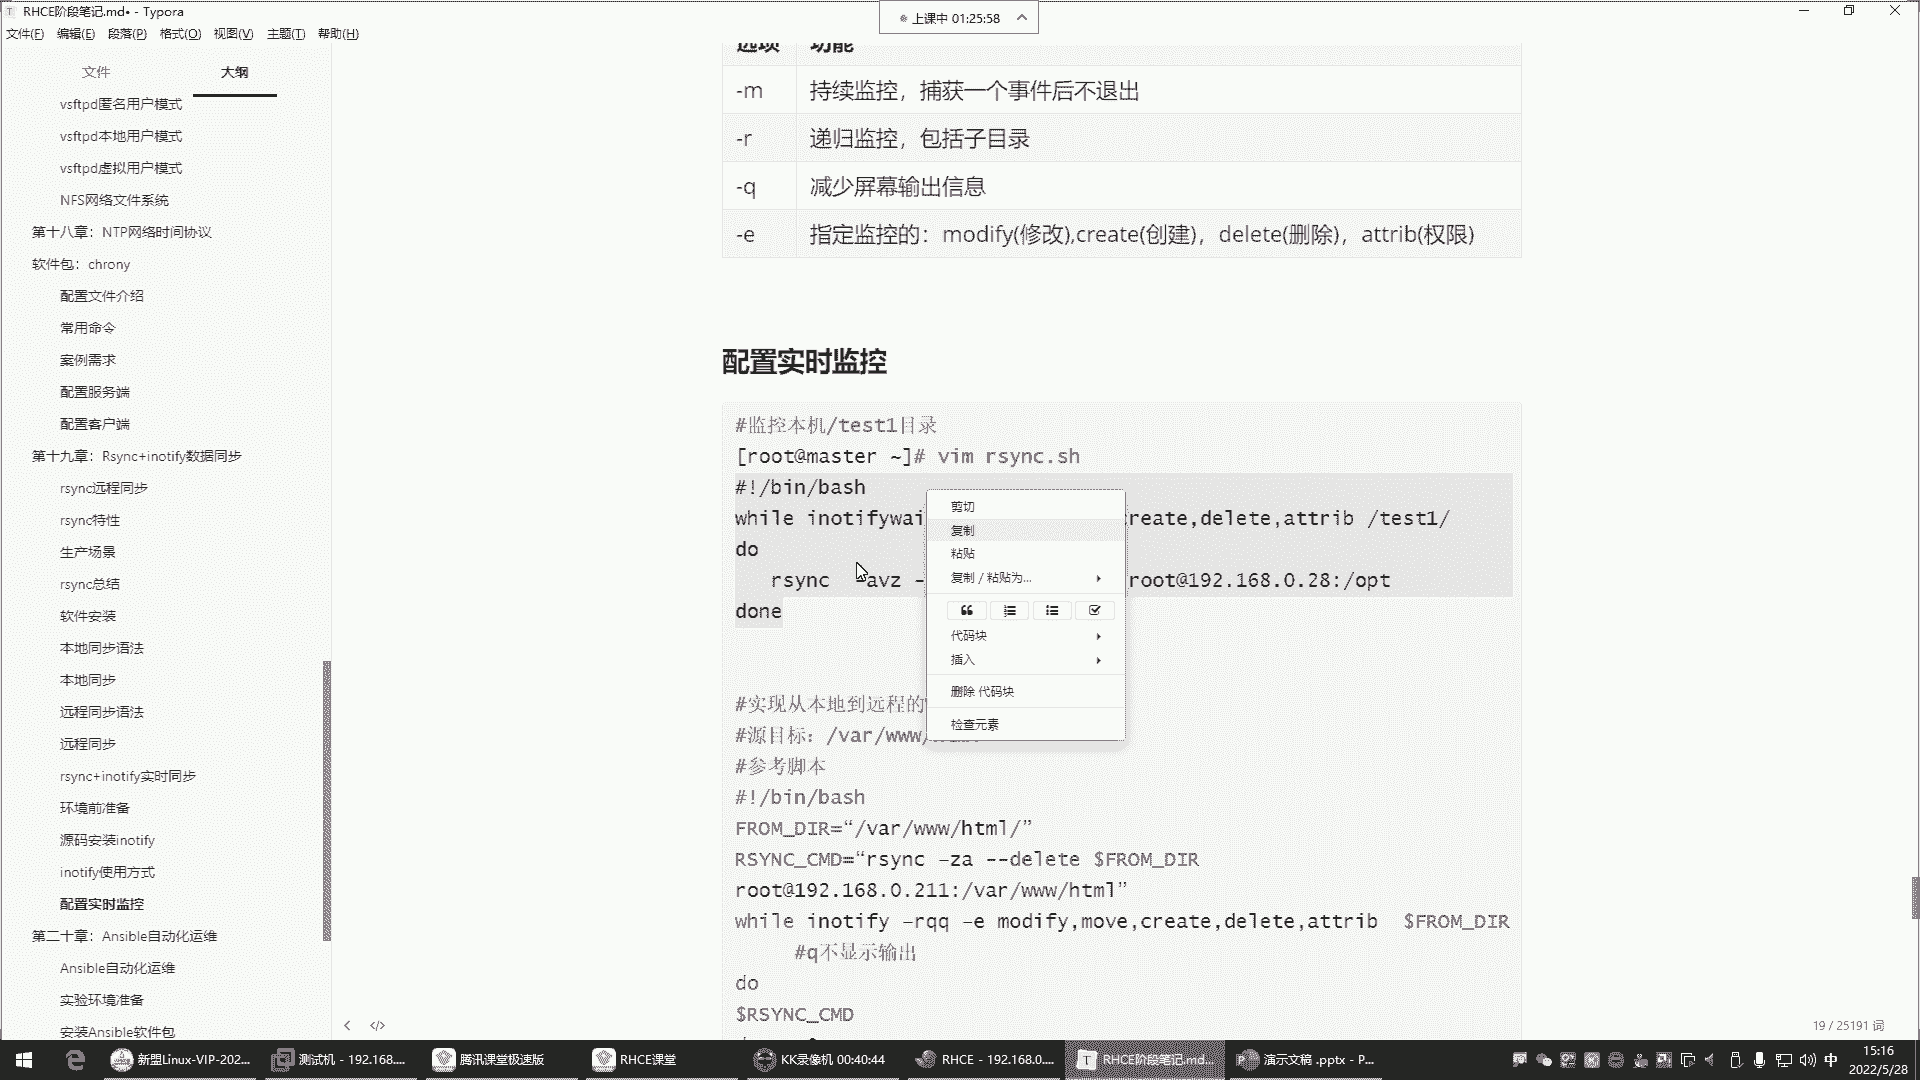 RHCE阶段笔记.md• - Typora
上课中 01:25:58
文件(F) 编辑(E) 段落(P) 格式(O) 视图(V) 主题(T) 帮助(H)
文件 大纲
vsftpd匿名用户模式
vsftpd本地用户模式
vsftpd虚拟用户模式
NFS网络文件系统
第十八章：NTP网络时间协议
软件包：chrony
配置文件介绍
常用命令
案例需求
配置服务端
配置客户端
第十九章：Rsync+inotify数据同步
rsync远程同步
rsync特性
生产场景
rsync总结
软件安装
本地同步语法
本地同步
远程同步语法
远程同步
rsync+inotify实时同步
环境前准备
源码安装inotify
inotify使用方式
配置实时监控
第二十章：Ansible自动化运维
Ansible自动化运维
实验环境准备
安装Ansible软件包
选项 功能
-m 持续监控，捕获一个事件后不退出
-r 递归监控，包括子目录
-q 减少屏幕输出信息
-e 指定监控的：modify(修改),create(创建)，delete(删除)，attrib(权限)
配置实时监控
#监控本机/test1目录
[root@master ~]# vim rsync.sh
#!/bin/bash
while inotifywai create,delete,attrib /test1/
do
rsync -avz - root@192.168.0.28:/opt
done
#实现从本地到远程的
#源目标：/var/www/
#参考脚本
#!/bin/bash
FROM_DIR=“/var/www/html/”
RSYNC_CMD=“rsync –za --delete $FROM_DIR
root@192.168.0.211:/var/www/html”
while inotify –rqq –e modify,move,create,delete,attrib $FROM_DIR
#q不显示输出
do
$RSYNC_CMD
剪切
复制
粘贴
复制 / 粘贴为...
代码块
插入
删除 代码块
检查元素
19 / 25191 词
新盟Linux-VIP-202... 测试机 - 192.168.... 腾讯课堂极速版 RHCE课堂 KK录像机 00:40:44 RHCE - 192.168.0.... RHCE阶段笔记.md... 演示文稿 .pptx - P...
中
15:16
2022/5/28